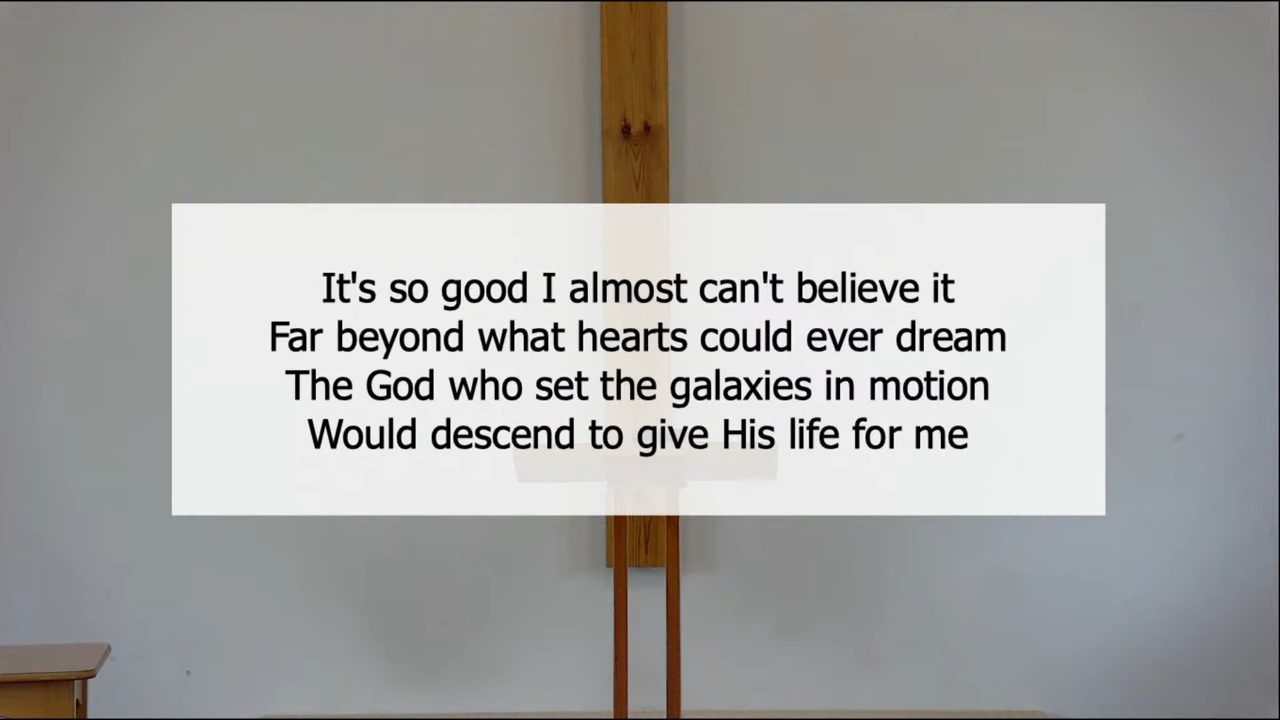 It's so good I almost can't believe it
Far beyond what hearts could ever dream
The God who set the galaxies in motion
Would descend to give His life for me